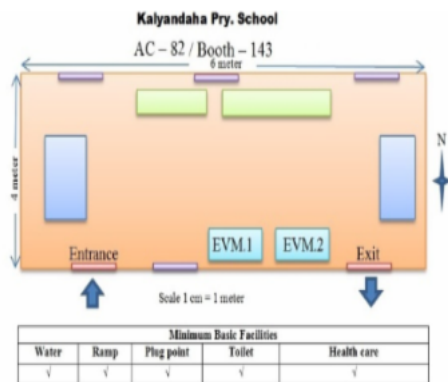 Kalyandaha Pry. School
AC – 82 / Booth – 143
6 meter
4 meter
N
EVM.1 EVM.2
Entrance Exit
Scale 1 cm = 1 meter
Minimum Basic Facilities
Water Ramp Plug point Toilet Health care
√ √ √ √ √